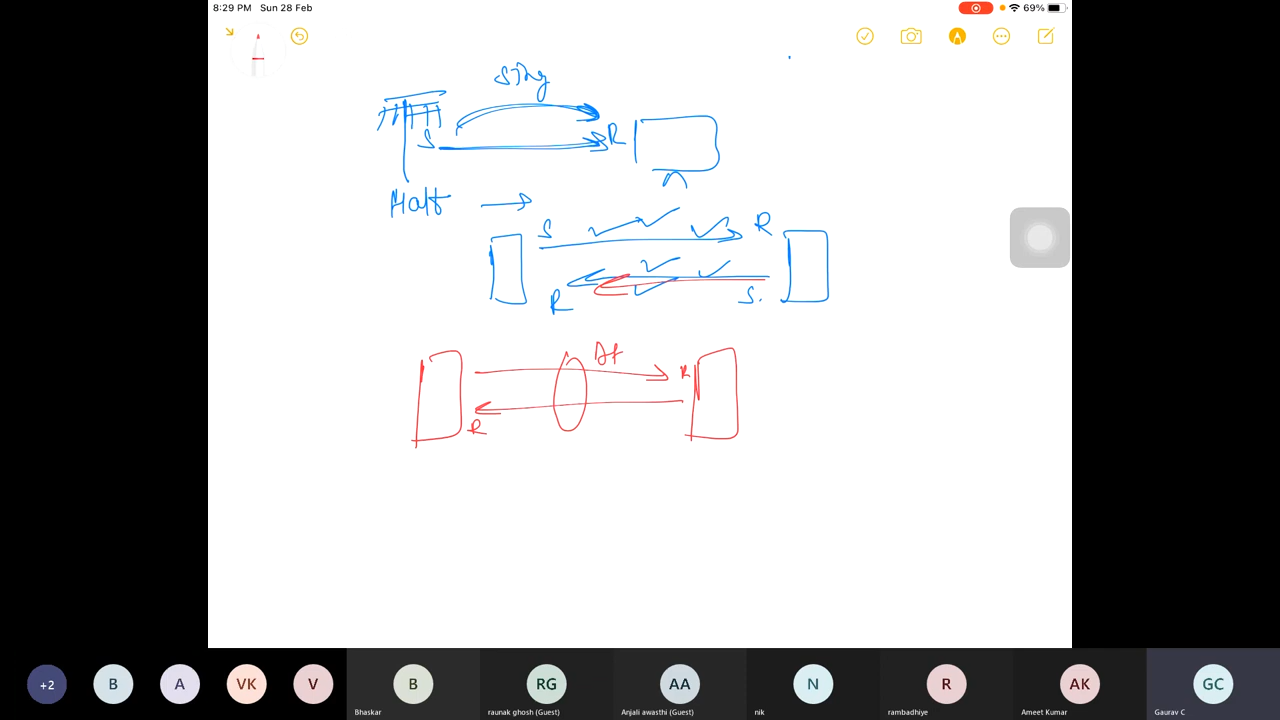 8:29 PM Sun 28 Feb
69%
S
R
Half
S
R
R
S.
R
R
+2
B
A
VK
V
B
RG
AA
N
R
AK
GC
Bhaskar
raunak ghosh (Guest)
Anjali awasthi (Guest)
nik
rambadhiye
Ameet Kumar
Gaurav C